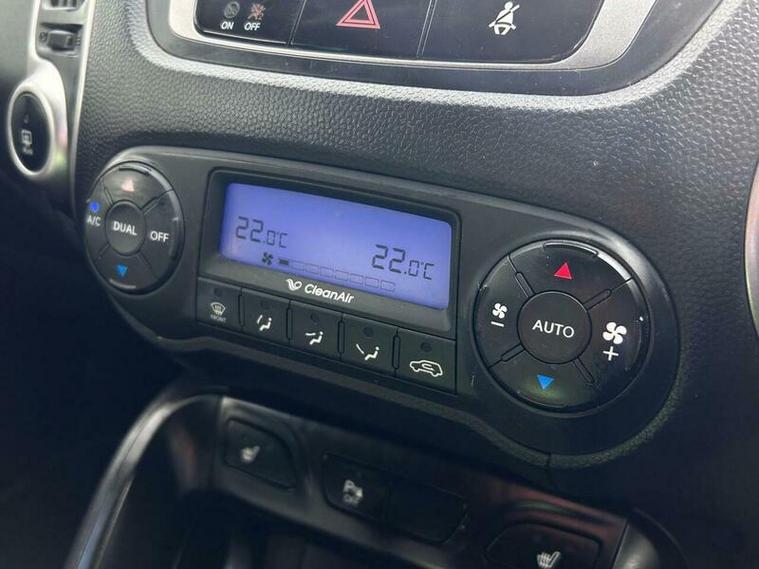 ON OFF
A/C DUAL OFF
22.0°C 22.0°C
CleanAir
FRONT
AUTO
− +